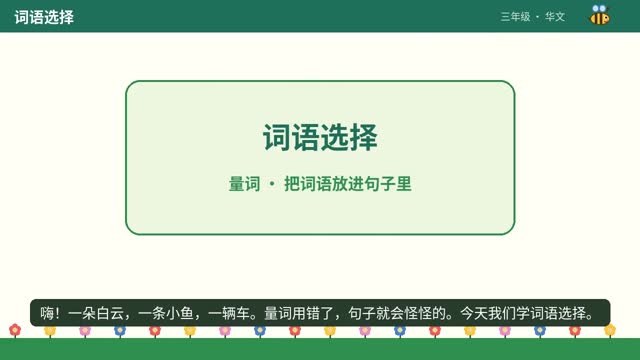 词语选择
三年级 · 华文
词语选择
量词 · 把词语放进句子里
嗨！一朵白云，一条小鱼，一辆车。量词用错了，句子就会怪怪的。今天我们学词语选择。